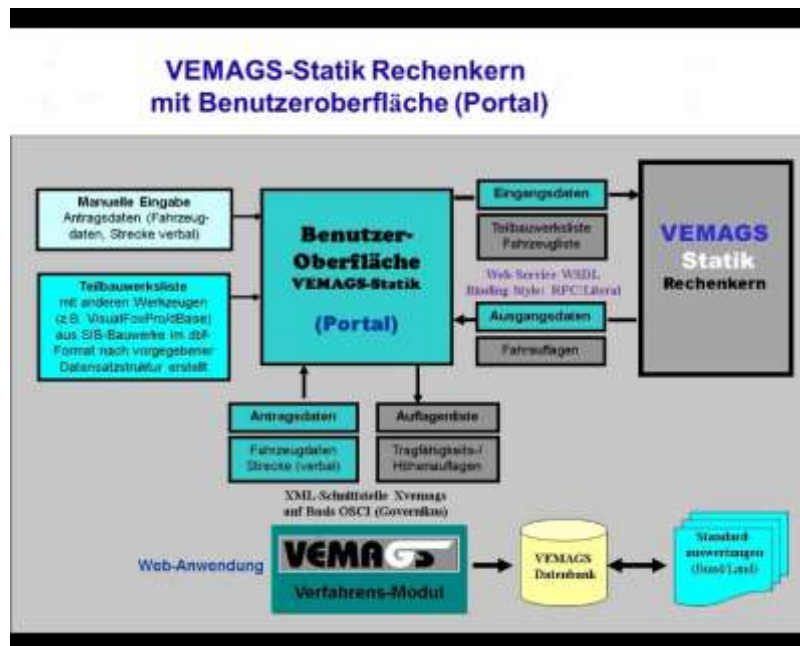 VEMAGS-Statik Rechenkern
mit Benutzeroberfläche (Portal)
Manuelle Eingabe
Antragsdaten (Fahrzeug-
daten, Strecke verbal)
Teilbauwerksliste
mit anderen Werkzeugen
(z.B. VisualFoxPro/dBase)
aus SIB-Bauwerke im dbf-
Format nach vorgegebener
Datensatzstruktur erstellt
Benutzer-
Oberfläche
VEMAGS-Statik
(Portal)
Eingangsdaten
Teilbauwerksliste
Fahrzeugliste
Web Service WSDL
Binding Style: RPC/Literal
Ausgangsdaten
Fahrauflagen
VEMAGS
Statik
Rechenkern
Antragsdaten
Fahrzeugdaten
Strecke (verbal)
Auflagenliste
Tragfähigkeits-/
Höhenauflagen
XML-Schnittstelle Xvemags
auf Basis OSCI (Governikus)
Web-Anwendung
VEMAGS
Verfahrens-Modul
VEMAGS
Datenbank
Standard
auswertungen
(Bund/Land)